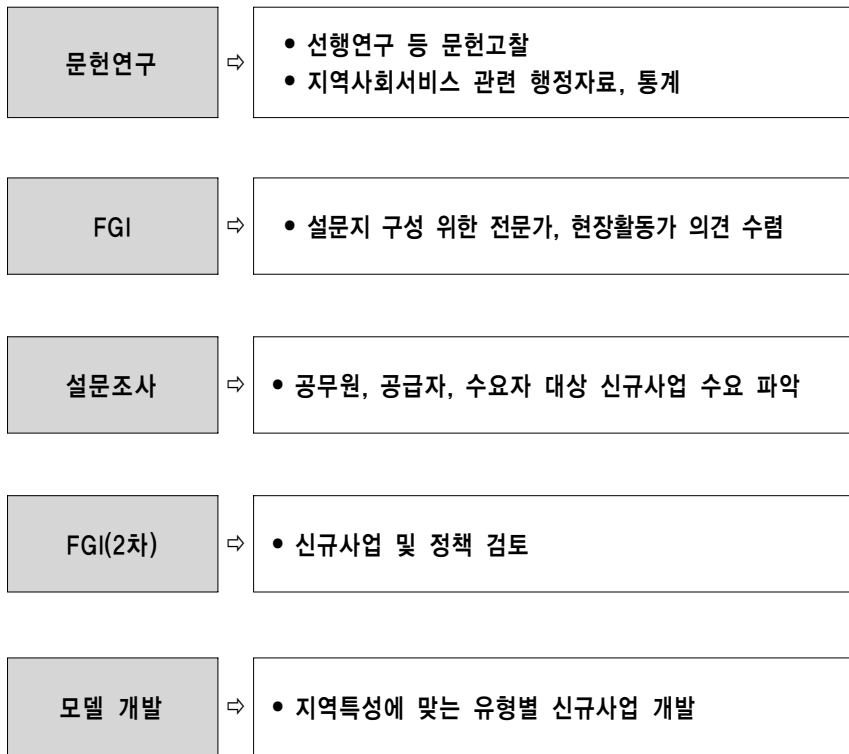 문헌연구 ⇨ • 선행연구 등 문헌고찰
• 지역사회서비스 관련 행정자료, 통계
FGI ⇨ • 설문지 구성 위한 전문가, 현장활동가 의견 수렴
설문조사 ⇨ • 공무원, 공급자, 수요자 대상 신규사업 수요 파악
FGI(2차) ⇨ • 신규사업 및 정책 검토
모델 개발 ⇨ • 지역특성에 맞는 유형별 신규사업 개발